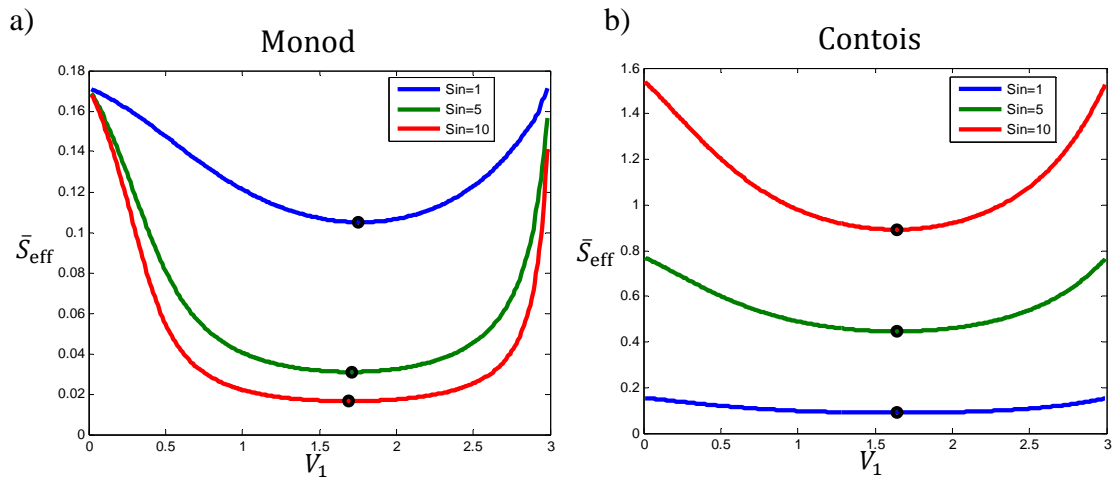 a)
Monod
0.18
0.16
0.14
0.12
0.1
0.08
0.06
0.04
0.02
0
S̄eff
Sin=1
Sin=5
Sin=10
0
0.5
1
1.5
2
2.5
3
V1
b)
Contois
1.6
1.4
1.2
1
0.8
0.6
0.4
0.2
0
S̄eff
Sin=1
Sin=5
Sin=10
0
0.5
1
1.5
2
2.5
3
V1